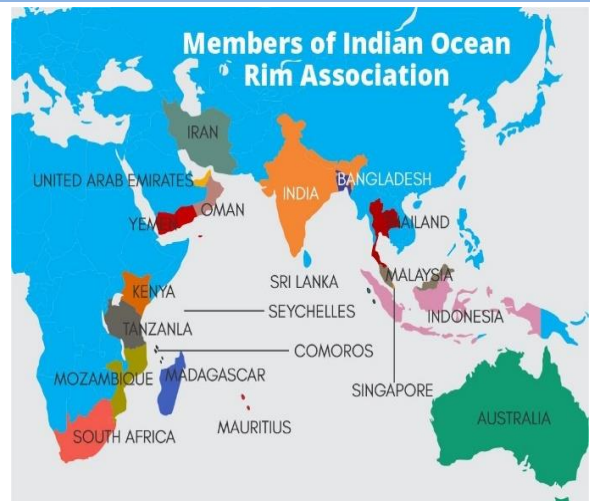 Members of Indian Ocean
Rim Association
IRAN
UNITED ARAB EMIRATES
OMAN
YEMEN
INDIA
BANGLADESH
THAILAND
SRI LANKA
MALAYSIA
KENYA
SEYCHELLES
TANZANLA
INDONESIA
COMOROS
MOZAMBIQUE
MADAGASCAR
SINGAPORE
MAURITIUS
AUSTRALIA
SOUTH AFRICA